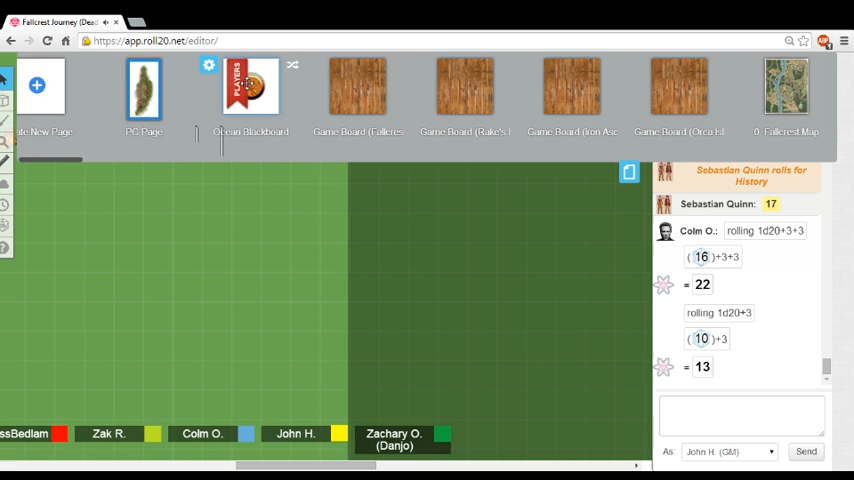 Fallcrest Journey (Dead
https://app.roll20.net/editor/
ABP
PLAYERS
ate New Page
PC Page
Ocean Blackboard
Game Board (Fallcres
Game Board (Rake's I
Game Board (Iron Asc
Game Board (Orca Isl
0. Fallcrest Map
Sebastian Quinn rolls for
History
Sebastian Quinn: 17
Colm O.: rolling 1d20+3+3
(16)+3+3
= 22
rolling 1d20+3
(10)+3
= 13
ssBedlam
Zak R.
Colm O.
John H.
Zachary O.
(Danjo)
As: John H. (GM) Send